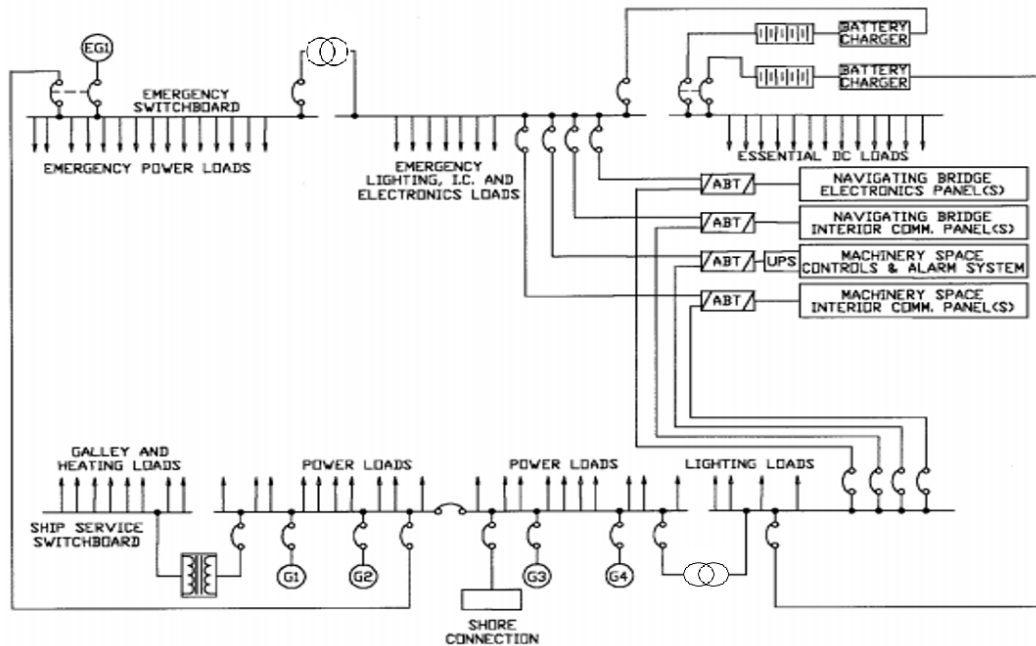 BATTERY
CHARGER
EG1
BATTERY
CHARGER
EMERGENCY
SWITCHBOARD
EMERGENCY POWER LOADS
EMERGENCY
LIGHTING, I.C. AND
ELECTRONICS LOADS
ESSENTIAL DC LOADS
ABT
NAVIGATING BRIDGE
ELECTRONICS PANEL(S)
ABT
NAVIGATING BRIDGE
INTERIOR COMM. PANEL(S)
ABT
UPS
MACHINERY SPACE
CONTROLS & ALARM SYSTEM
ABT
MACHINERY SPACE
INTERIOR COMM. PANEL(S)
GALLEY AND
HEATING LOADS
POWER LOADS
POWER LOADS
LIGHTING LOADS
SHIP SERVICE
SWITCHBOARD
G1
G2
G3
G4
SHORE
CONNECTION